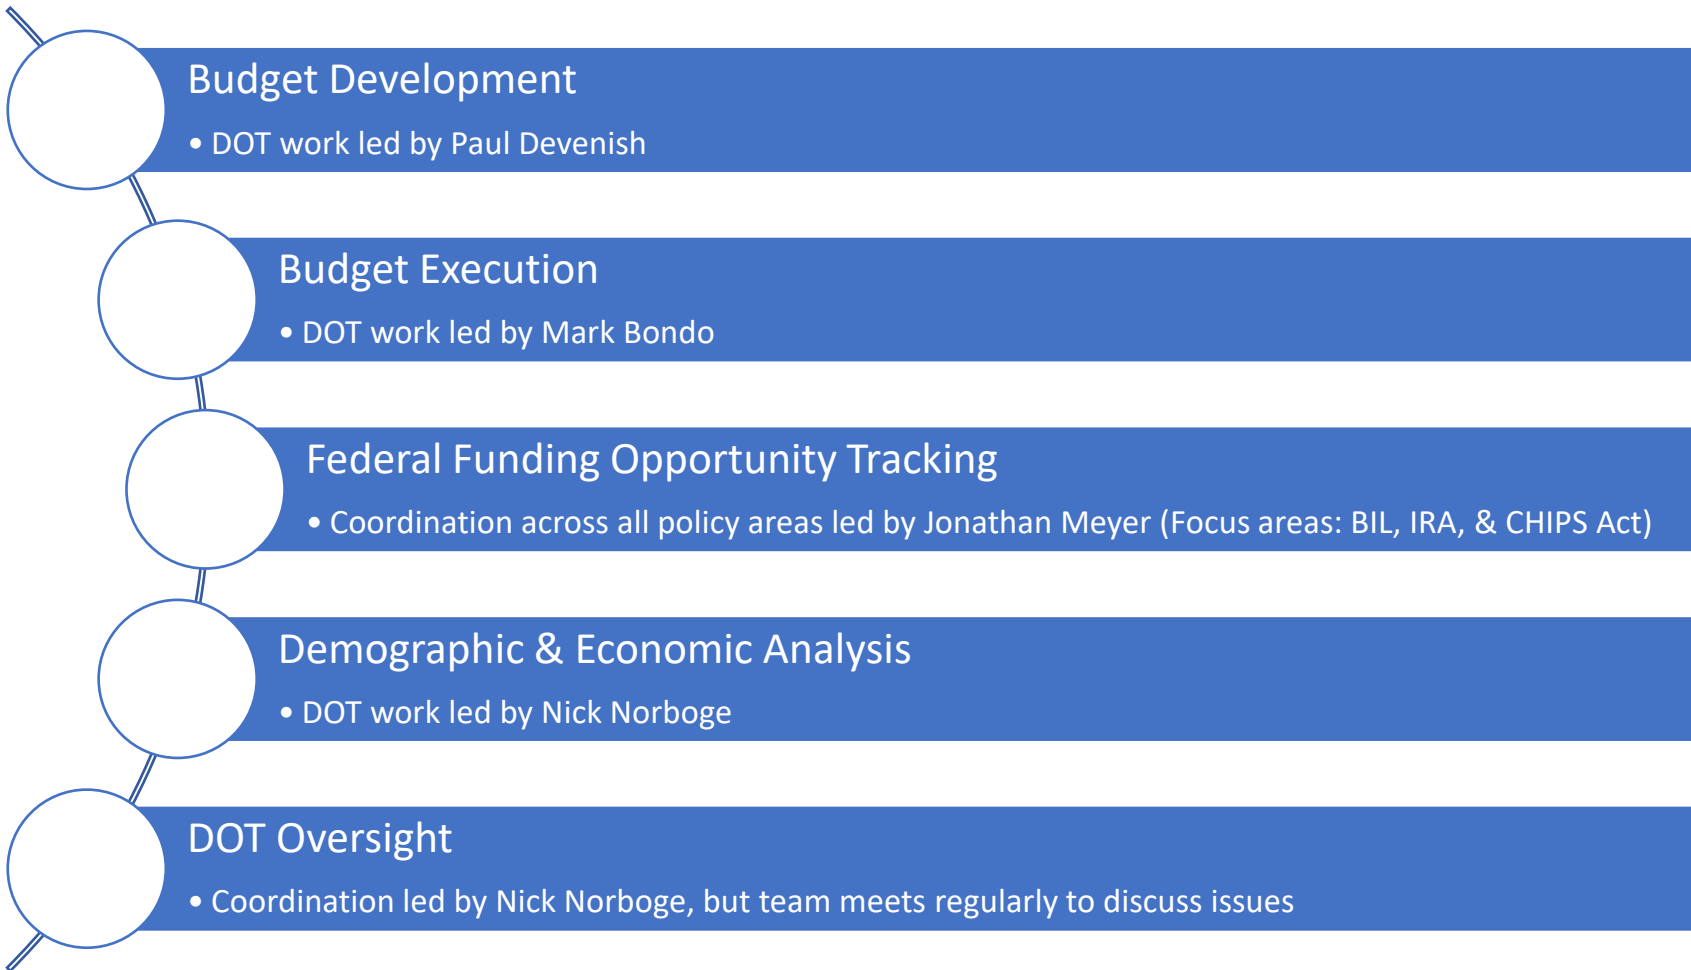 Budget Development
• DOT work led by Paul Devenish
Budget Execution
• DOT work led by Mark Bondo
Federal Funding Opportunity Tracking
• Coordination across all policy areas led by Jonathan Meyer (Focus areas: BIL, IRA, & CHIPS Act)
Demographic & Economic Analysis
• DOT work led by Nick Norboge
DOT Oversight
• Coordination led by Nick Norboge, but team meets regularly to discuss issues